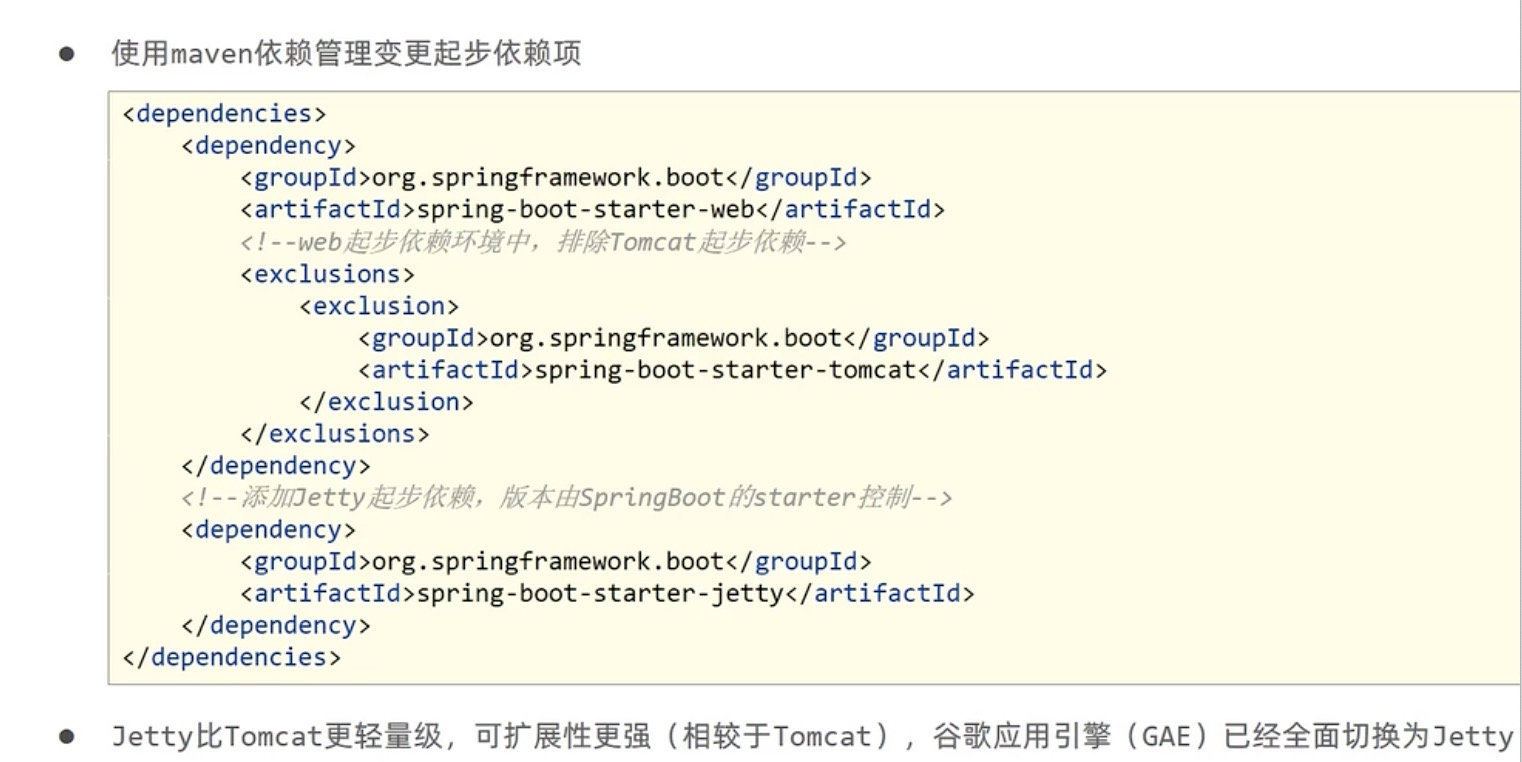 ● 使用maven依赖管理变更起步依赖项
<dependencies>
    <dependency>
        <groupId>org.springframework.boot</groupId>
        <artifactId>spring-boot-starter-web</artifactId>
        <!--web起步依赖环境中，排除Tomcat起步依赖-->
        <exclusions>
            <exclusion>
                <groupId>org.springframework.boot</groupId>
                <artifactId>spring-boot-starter-tomcat</artifactId>
            </exclusion>
        </exclusions>
    </dependency>
    <!--添加Jetty起步依赖，版本由SpringBoot的starter控制-->
    <dependency>
        <groupId>org.springframework.boot</groupId>
        <artifactId>spring-boot-starter-jetty</artifactId>
    </dependency>
</dependencies>
● Jetty比Tomcat更轻量级，可扩展性更强（相较于Tomcat），谷歌应用引擎（GAE）已经全面切换为Jetty